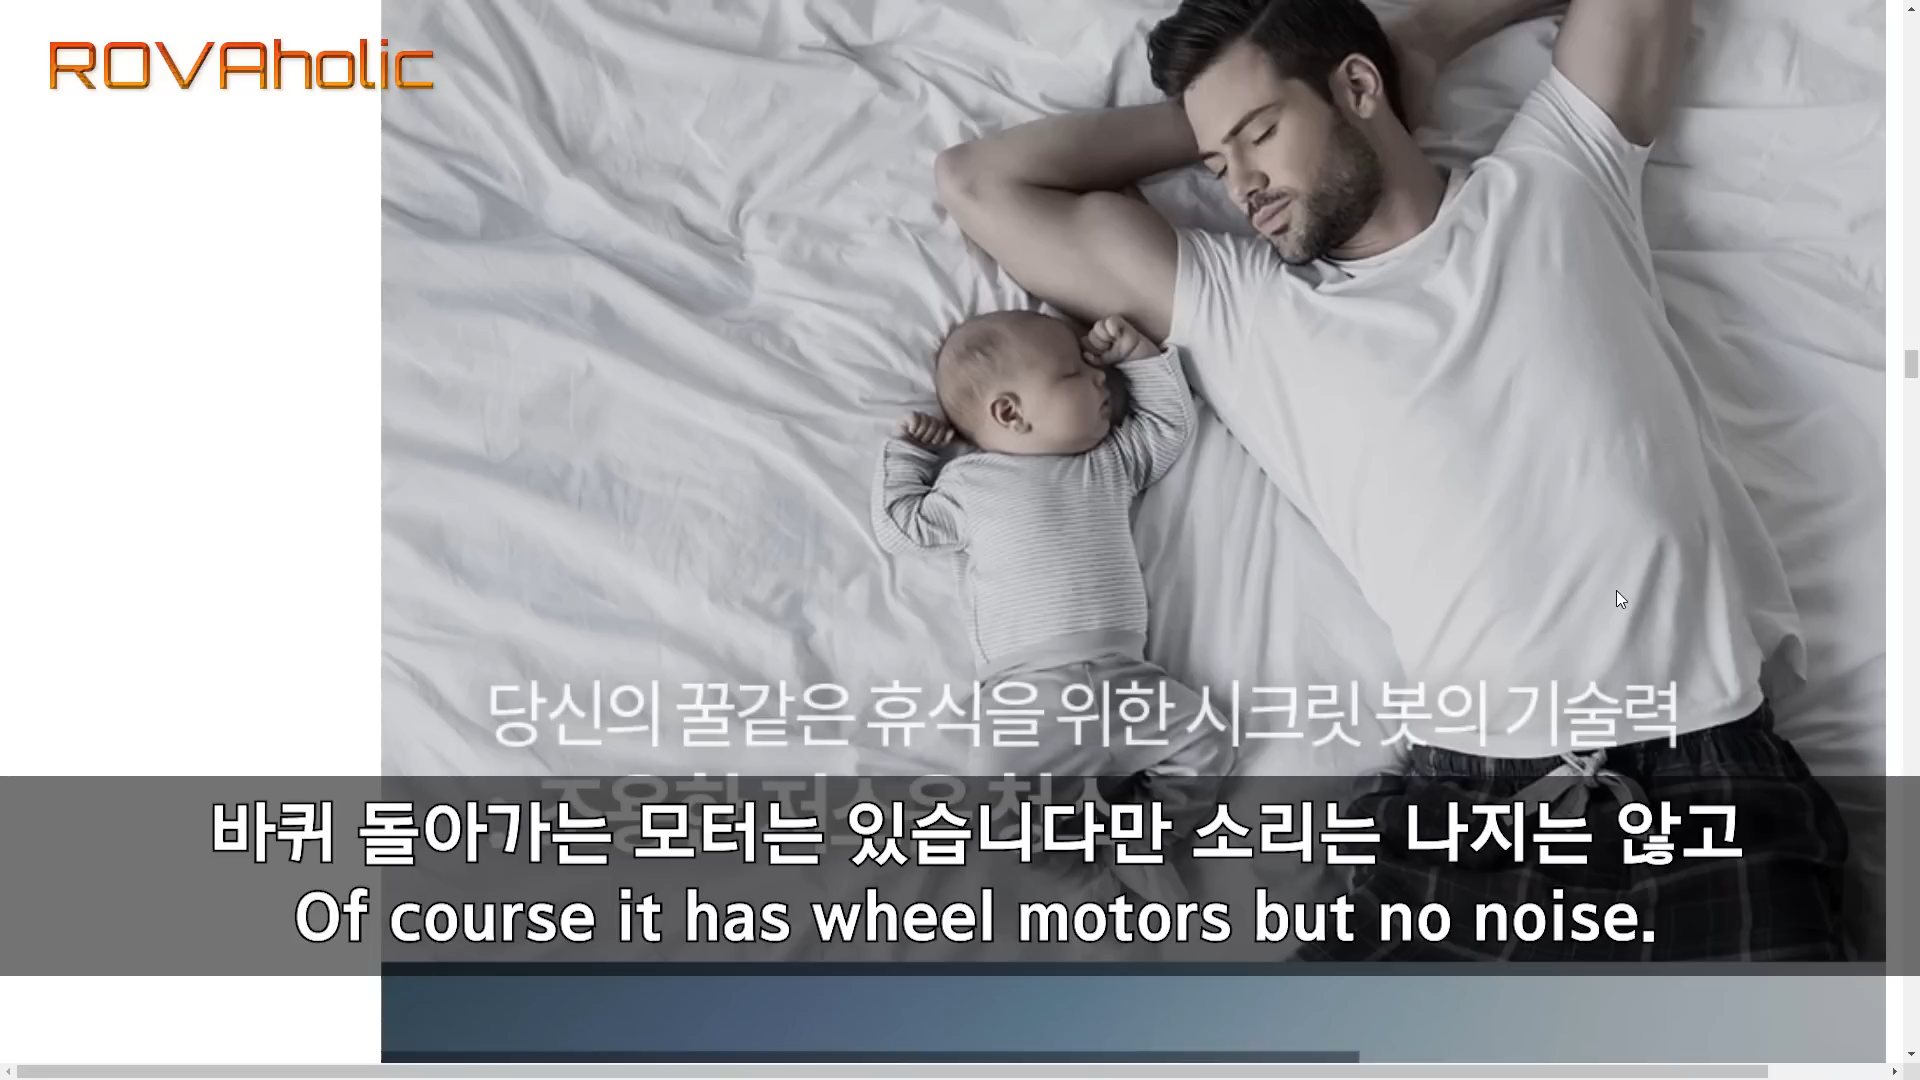 ROVAholic
당신의 꿀같은 휴식을 위한 시크릿 봇의 기술력
바퀴 돌아가는 모터는 있습니다만 소리는 나지는 않고
Of course it has wheel motors but no noise.